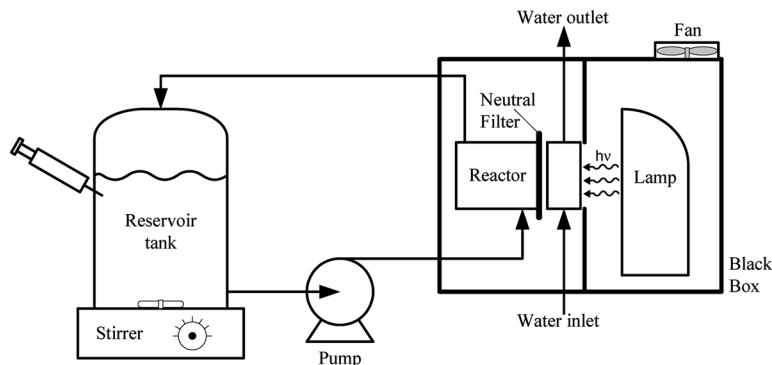 Water outlet
Fan
Neutral
Filter
hν
Reactor
Lamp
Reservoir
tank
Black
Box
Stirrer
Water inlet
Pump